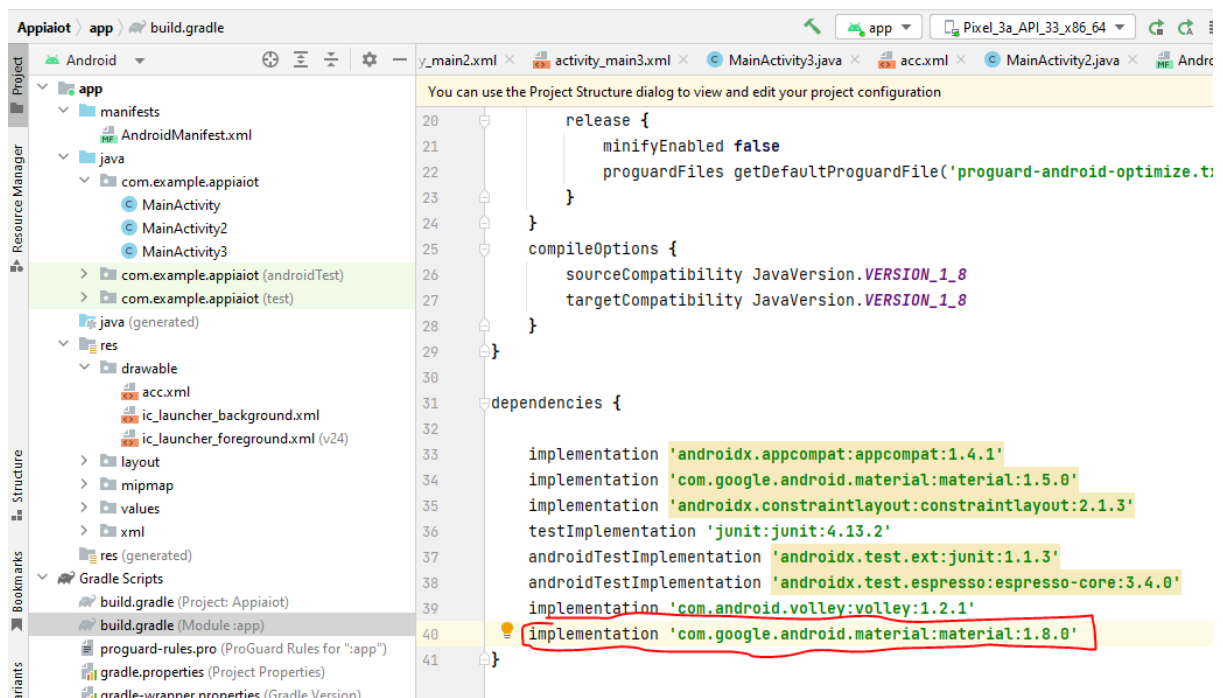 Appiaiot app build.gradle app Pixel_3a_API_33_x86_64
Android
y_main2.xml activity_main3.xml MainActivity3.java acc.xml MainActivity2.java Andro
You can use the Project Structure dialog to view and edit your project configuration
Project
Resource Manager
Structure
Bookmarks
ariants
app
manifests
AndroidManifest.xml
java
com.example.appiaiot
MainActivity
MainActivity2
MainActivity3
com.example.appiaiot (androidTest)
com.example.appiaiot (test)
java (generated)
res
drawable
acc.xml
ic_launcher_background.xml
ic_launcher_foreground.xml (v24)
layout
mipmap
values
xml
res (generated)
Gradle Scripts
build.gradle (Project: Appiaiot)
build.gradle (Module :app)
proguard-rules.pro (ProGuard Rules for ":app")
gradle.properties (Project Properties)
gradle-wrapper.properties (Gradle Version)
20 release {
21 minifyEnabled false
22 proguardFiles getDefaultProguardFile('proguard-android-optimize.tx
23 }
24 }
25 compileOptions {
26 sourceCompatibility JavaVersion.VERSION_1_8
27 targetCompatibility JavaVersion.VERSION_1_8
28 }
29 }
30
31 dependencies {
32
33 implementation 'androidx.appcompat:appcompat:1.4.1'
34 implementation 'com.google.android.material:material:1.5.0'
35 implementation 'androidx.constraintlayout:constraintlayout:2.1.3'
36 testImplementation 'junit:junit:4.13.2'
37 androidTestImplementation 'androidx.test.ext:junit:1.1.3'
38 androidTestImplementation 'androidx.test.espresso:espresso-core:3.4.0'
39 implementation 'com.android.volley:volley:1.2.1'
40 implementation 'com.google.android.material:material:1.8.0'
41 }